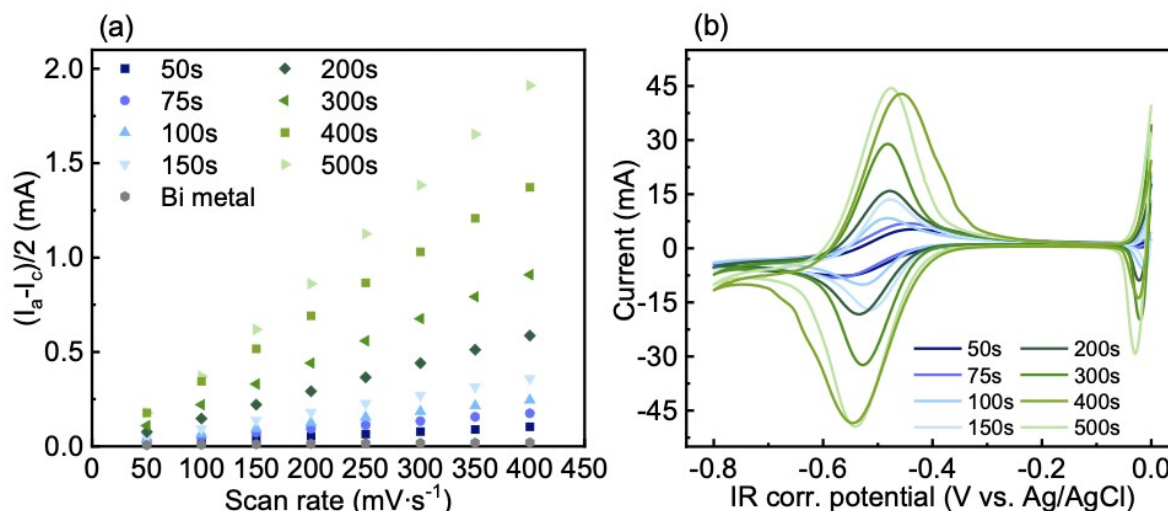 (a)
(Iₐ-I꜀)/2 (mA)
2.0
1.5
1.0
0.5
0.0
50s
75s
100s
150s
Bi metal
200s
300s
400s
500s
0 50 100 150 200 250 300 350 400 450
Scan rate (mV·s⁻¹)
(b)
Current (mA)
45
30
15
0
-15
-30
-45
50s
75s
100s
150s
200s
300s
400s
500s
-0.8 -0.6 -0.4 -0.2 0.0
IR corr. potential (V vs. Ag/AgCl)